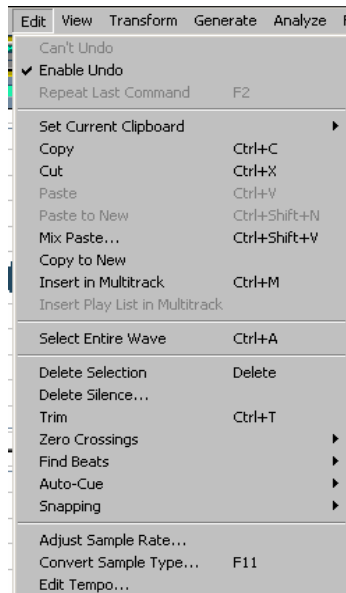 Edit View Transform Generate Analyze
Can't Undo
✔ Enable Undo
Repeat Last Command F2
Set Current Clipboard
Copy Ctrl+C
Cut Ctrl+X
Paste Ctrl+V
Paste to New Ctrl+Shift+N
Mix Paste... Ctrl+Shift+V
Copy to New
Insert in Multitrack Ctrl+M
Insert Play List in Multitrack
Select Entire Wave Ctrl+A
Delete Selection Delete
Delete Silence...
Trim Ctrl+T
Zero Crossings
Find Beats
Auto-Cue
Snapping
Adjust Sample Rate...
Convert Sample Type... F11
Edit Tempo...